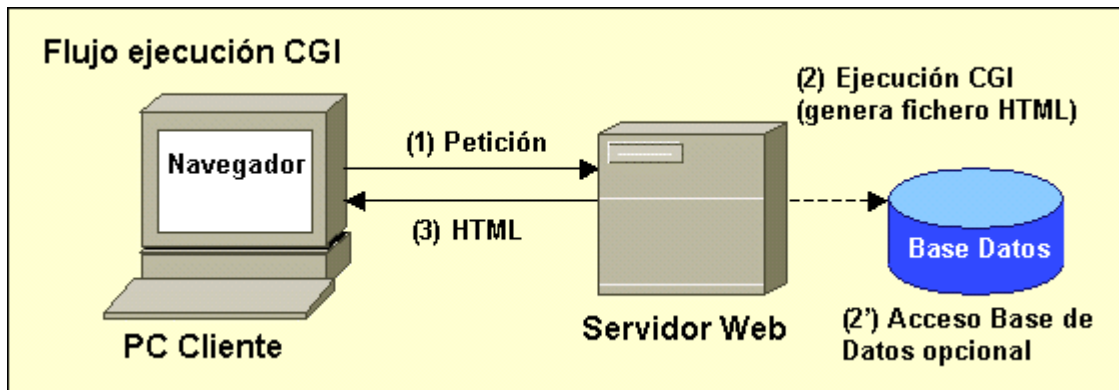 Flujo ejecución CGI
Navegador
(1) Petición
(3) HTML
PC Cliente
Servidor Web
(2) Ejecución CGI
(genera fichero HTML)
Base Datos
(2') Acceso Base de
Datos opcional